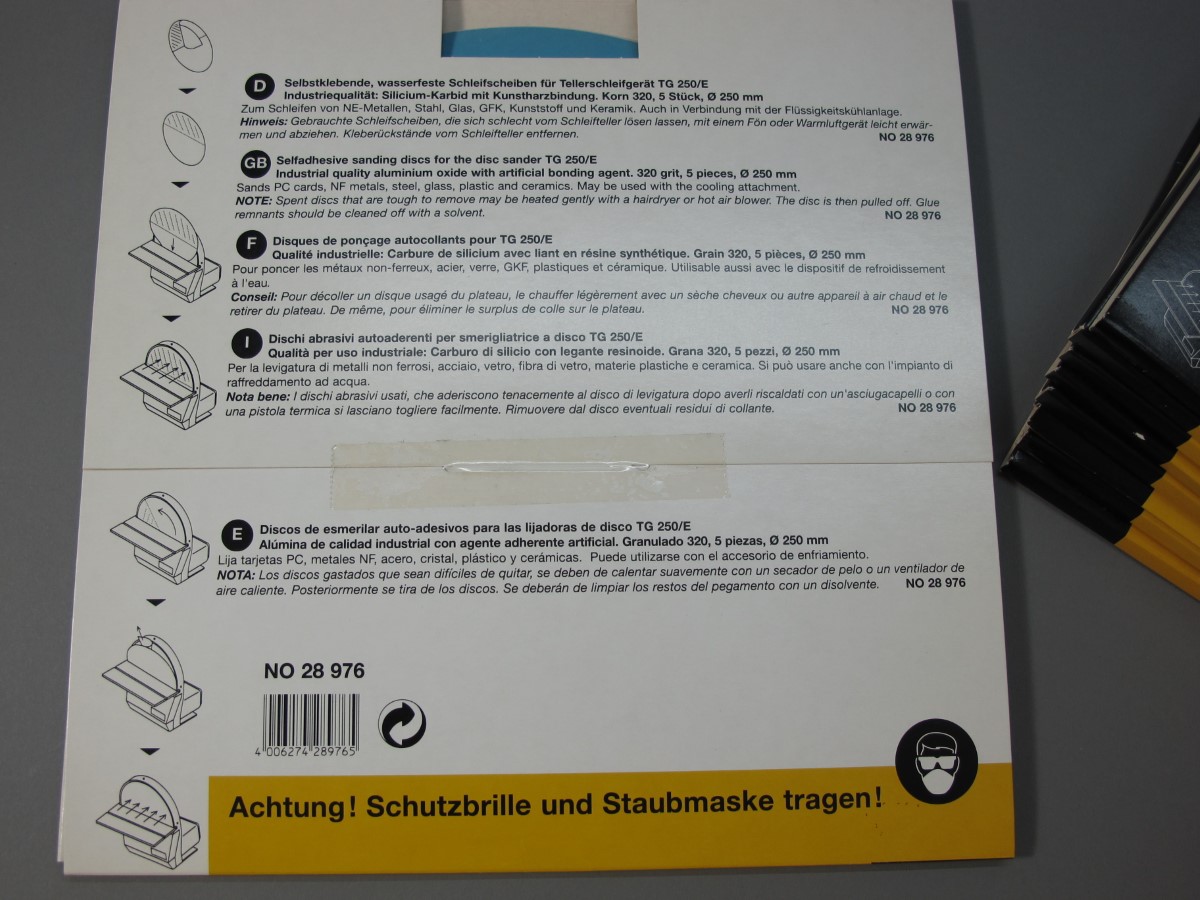 D
Selbstklebende, wasserfeste Schleifscheiben für Tellerschleifgerät TG 250/E
Industriequalität: Silicium-Karbid mit Kunstharzbindung. Korn 320, 5 Stück, Ø 250 mm
Zum Schleifen von NE-Metallen, Stahl, Glas, GFK, Kunststoff und Keramik. Auch in Verbindung mit der Flüssigkeitskühlanlage.
Hinweis: Gebrauchte Schleifscheiben, die sich schlecht vom Schleifteller lösen lassen, mit einem Fön oder Warmluftgerät leicht erwär-
men und abziehen. Kleberückstände vom Schleifteller entfernen.
NO 28 976
GB
Selfadhesive sanding discs for the disc sander TG 250/E
Industrial quality aluminium oxide with artificial bonding agent. 320 grit, 5 pieces, Ø 250 mm
Sands PC cards, NF metals, steel, glass, plastic and ceramics. May be used with the cooling attachment.
NOTE: Spent discs that are tough to remove may be heated gently with a hairdryer or hot air blower. The disc is then pulled off. Glue
remnants should be cleaned off with a solvent.
NO 28 976
F
Disques de ponçage autocollants pour TG 250/E
Qualité industrielle: Carbure de silicium avec liant en résine synthétique. Grain 320, 5 pièces, Ø 250 mm
Pour poncer les métaux non-ferreux, acier, verre, GKF, plastiques et céramique. Utilisable aussi avec le dispositif de refroidissement
à l'eau.
Conseil: Pour décoller un disque usagé du plateau, le chauffer légèrement avec un sèche cheveux ou autre appareil à air chaud et le
retirer du plateau. De même, pour éliminer le surplus de colle sur le plateau.
NO 28 976
I
Dischi abrasivi autoaderenti per smerigliatrice a disco TG 250/E
Qualità per uso industriale: Carburo di silicio con legante resinoide. Grana 320, 5 pezzi, Ø 250 mm
Per la levigatura di metalli non ferrosi, acciaio, vetro, fibra di vetro, materie plastiche e ceramica. Si può usare anche con l'impianto di
raffreddamento ad acqua.
Nota bene: I dischi abrasivi usati, che aderiscono tenacemente al disco di levigatura dopo averli riscaldati con un'asciugacapelli o con
una pistola termica si lasciano togliere facilmente. Rimuovere dal disco eventuali residui di collante.
NO 28 976
E
Discos de esmerilar auto-adesivos para las lijadoras de disco TG 250/E
Alúmina de calidad industrial con agente adherente artificial. Granulado 320, 5 piezas, Ø 250 mm
Lija tarjetas PC, metales NF, acero, cristal, plástico y cerámicas. Puede utilizarse con el accesorio de enfriamiento.
NOTA: Los discos gastados que sean difíciles de quitar, se deben de calentar suavemente con un secador de pelo o un ventilador de
aire caliente. Posteriormente se tira de los discos. Se deberán de limpiar los restos del pegamento con un disolvente.
NO 28 976
NO 28 976
4 006274 289765
Achtung! Schutzbrille und Staubmaske tragen!